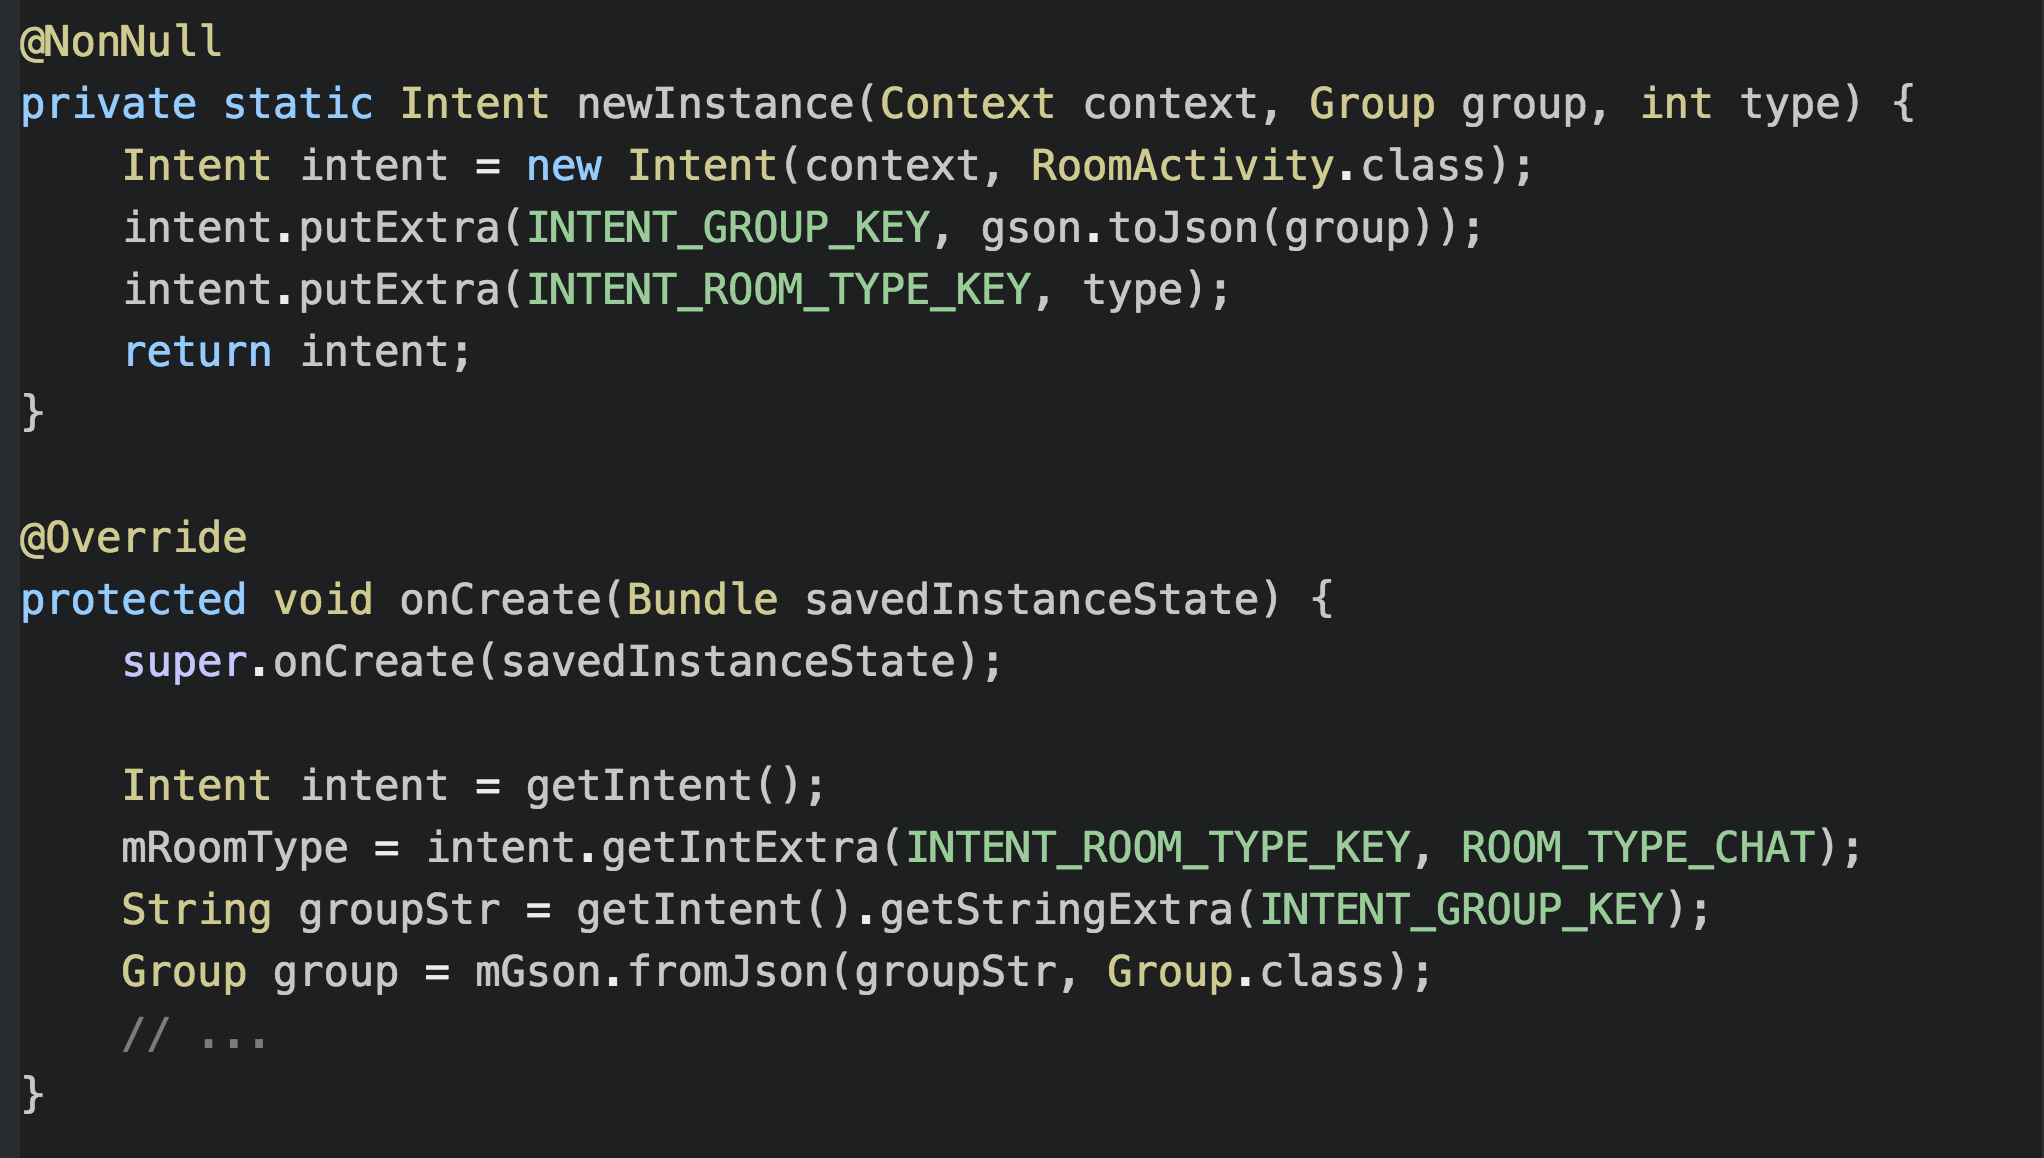 @NonNull
private static Intent newInstance(Context context, Group group, int type) {
    Intent intent = new Intent(context, RoomActivity.class);
    intent.putExtra(INTENT_GROUP_KEY, gson.toJson(group));
    intent.putExtra(INTENT_ROOM_TYPE_KEY, type);
    return intent;
}

@Override
protected void onCreate(Bundle savedInstanceState) {
    super.onCreate(savedInstanceState);

    Intent intent = getIntent();
    mRoomType = intent.getIntExtra(INTENT_ROOM_TYPE_KEY, ROOM_TYPE_CHAT);
    String groupStr = getIntent().getStringExtra(INTENT_GROUP_KEY);
    Group group = mGson.fromJson(groupStr, Group.class);
    // ...
}